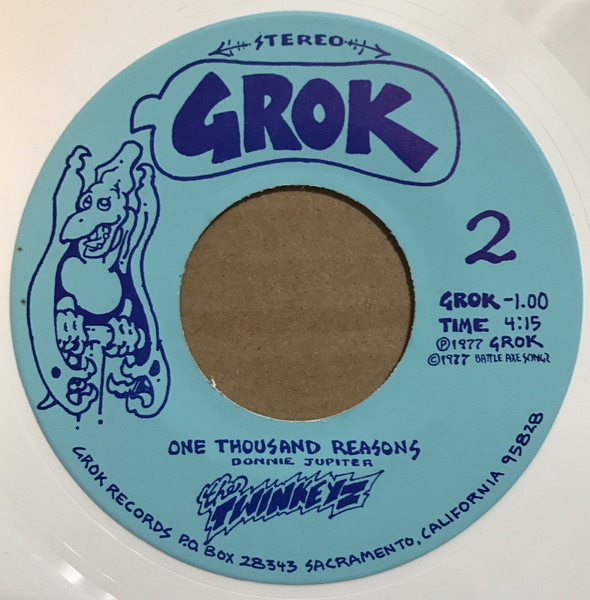 STEREO
GROK
2
GROK-1.00
TIME 4:15
℗1977 GROK
©1977 BATTLE AXE SONGZ
ONE THOUSAND REASONS
DONNIE JUPITER
the TWINKEYZ
GROK RECORDS P.O. BOX 28343 SACRAMENTO, CALIFORNIA 95828